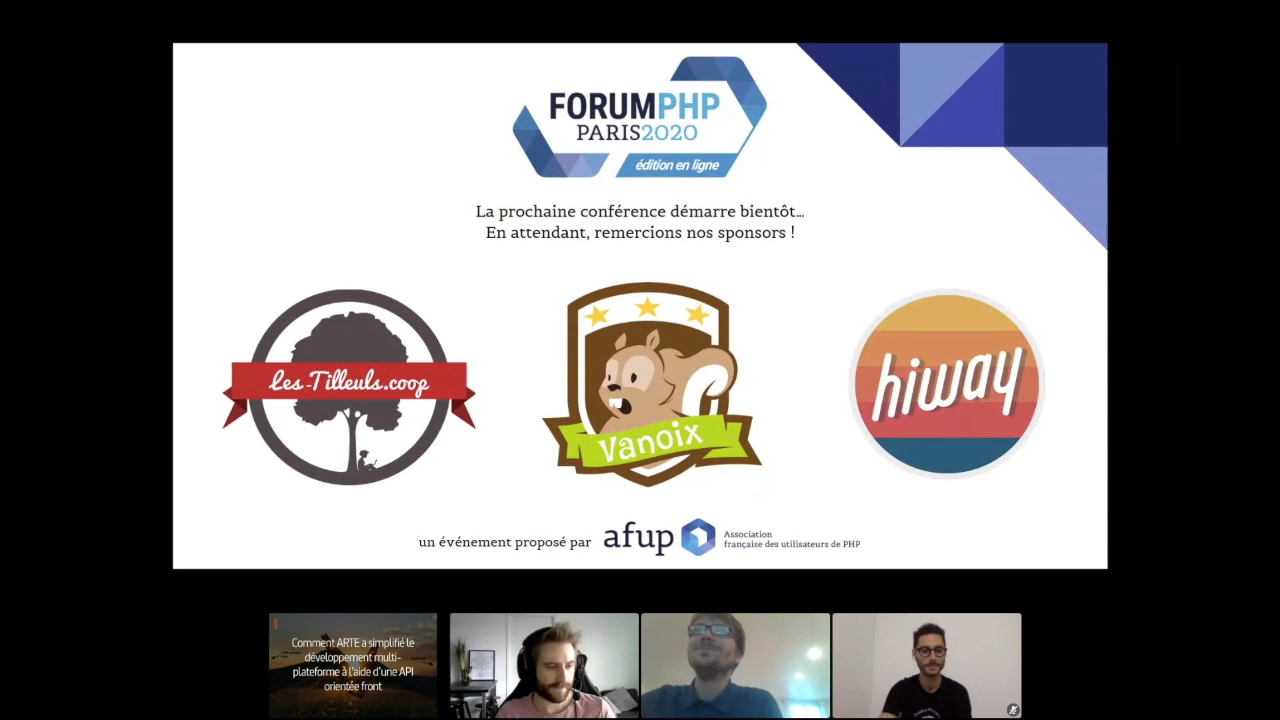 FORUMPHP
PARIS2020
édition en ligne
La prochaine conférence démarre bientôt...
En attendant, remercions nos sponsors !
Les-Tilleuls.coop
Vanoix
hiway
un événement proposé par
afup
Association
française des utilisateurs de PHP
Comment ARTE a simplifié le
développement multi-
plateforme à l'aide d'une API
orientée front